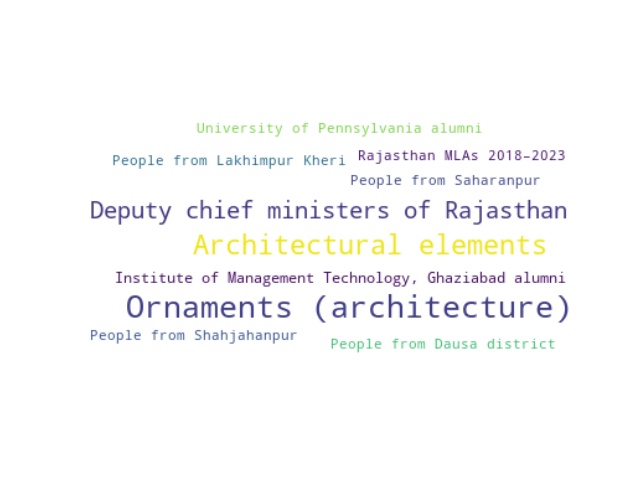 University of Pennsylvania alumni
People from Lakhimpur Kheri
Rajasthan MLAs 2018–2023
People from Saharanpur
Deputy chief ministers of Rajasthan
Architectural elements
Institute of Management Technology, Ghaziabad alumni
Ornaments (architecture)
People from Shahjahanpur
People from Dausa district